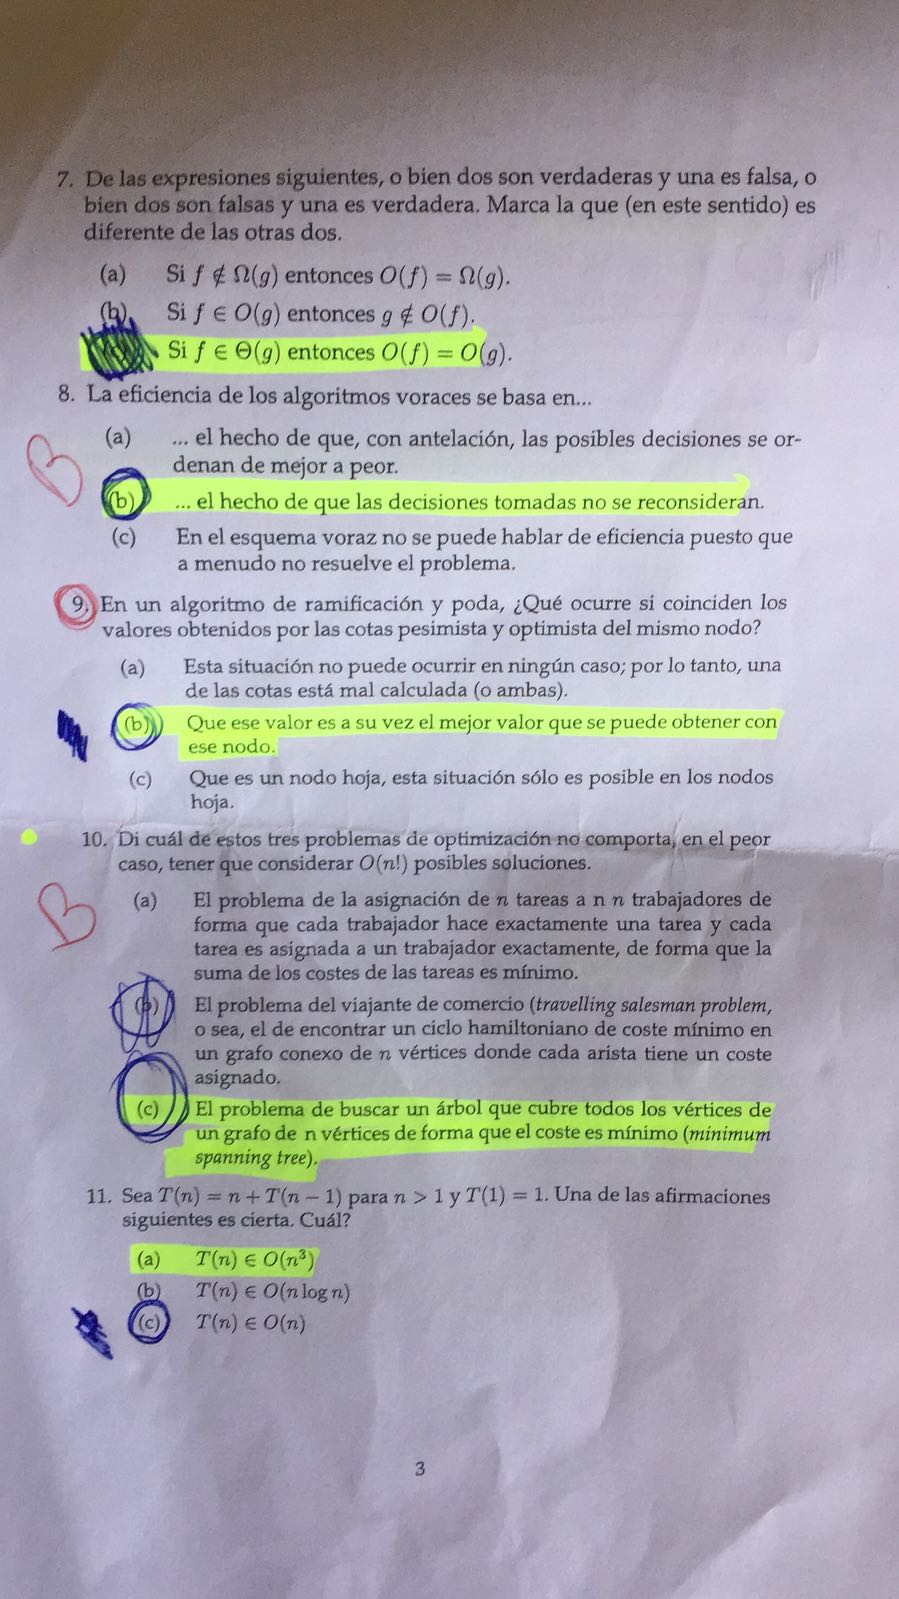 7. De las expresiones siguientes, o bien dos son verdaderas y una es falsa, o
bien dos son falsas y una es verdadera. Marca la que (en este sentido) es
diferente de las otras dos.
(a) Si f ∉ Ω(g) entonces O(f) = Ω(g).
(b) Si f ∈ O(g) entonces g ∉ O(f).
Si f ∈ Θ(g) entonces O(f) = O(g).
8. La eficiencia de los algoritmos voraces se basa en...
(a) ... el hecho de que, con antelación, las posibles decisiones se or-
denan de mejor a peor.
B
(b) ... el hecho de que las decisiones tomadas no se reconsideran.
(c) En el esquema voraz no se puede hablar de eficiencia puesto que
a menudo no resuelve el problema.
9. En un algoritmo de ramificación y poda, ¿Qué ocurre si coinciden los
valores obtenidos por las cotas pesimista y optimista del mismo nodo?
(a) Esta situación no puede ocurrir en ningún caso; por lo tanto, una
de las cotas está mal calculada (o ambas).
(b) Que ese valor es a su vez el mejor valor que se puede obtener con
ese nodo.
(c) Que es un nodo hoja, esta situación sólo es posible en los nodos
hoja.
10. Di cuál de estos tres problemas de optimización no comporta, en el peor
caso, tener que considerar O(n!) posibles soluciones.
B
(a) El problema de la asignación de n tareas a n n trabajadores de
forma que cada trabajador hace exactamente una tarea y cada
tarea es asignada a un trabajador exactamente, de forma que la
suma de los costes de las tareas es mínimo.
(b) El problema del viajante de comercio (travelling salesman problem,
o sea, el de encontrar un ciclo hamiltoniano de coste mínimo en
un grafo conexo de n vértices donde cada arista tiene un coste
asignado.
(c) El problema de buscar un árbol que cubre todos los vértices de
un grafo de n vértices de forma que el coste es mínimo (minimum
spanning tree).
11. Sea T(n) = n + T(n − 1) para n > 1 y T(1) = 1. Una de las afirmaciones
siguientes es cierta. Cuál?
(a) T(n) ∈ O(n³)
(b) T(n) ∈ O(n log n)
(c) T(n) ∈ O(n)
3